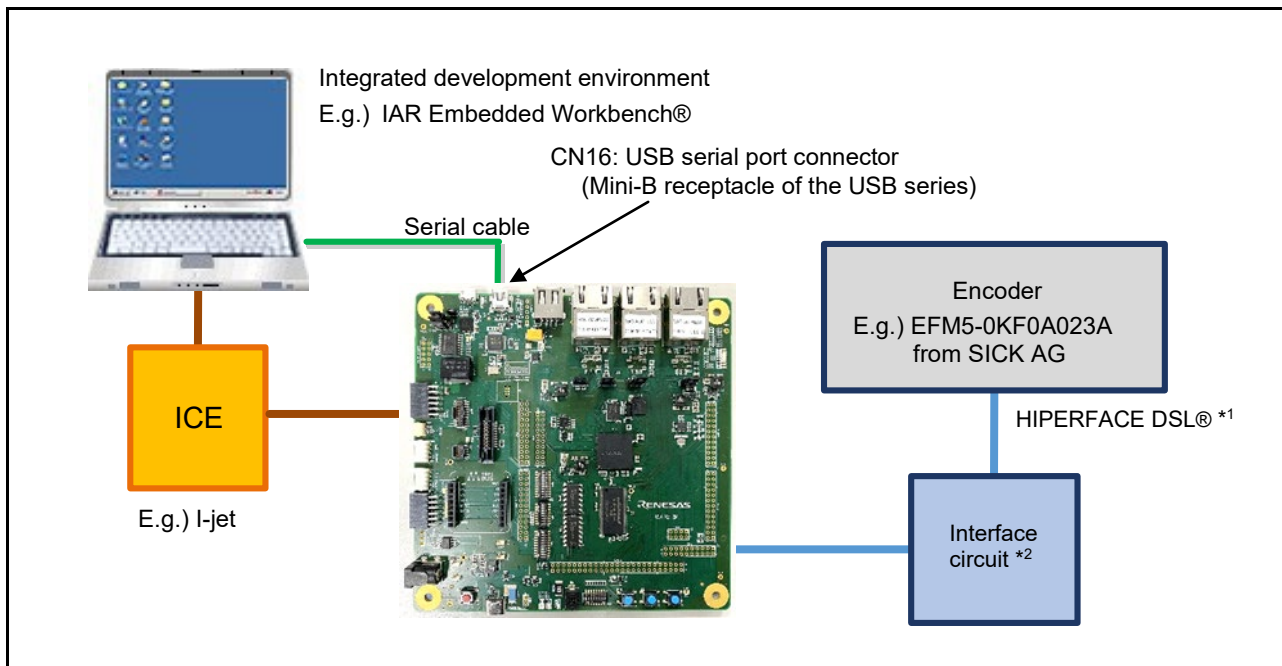 Integrated development environment
E.g.) IAR Embedded Workbench®
CN16: USB serial port connector
(Mini-B receptacle of the USB series)
Serial cable
Encoder
E.g.) EFM5-0KF0A023A
from SICK AG
ICE
HIPERFACE DSL® *1
E.g.) I-jet
RENESAS
Interface
circuit *2